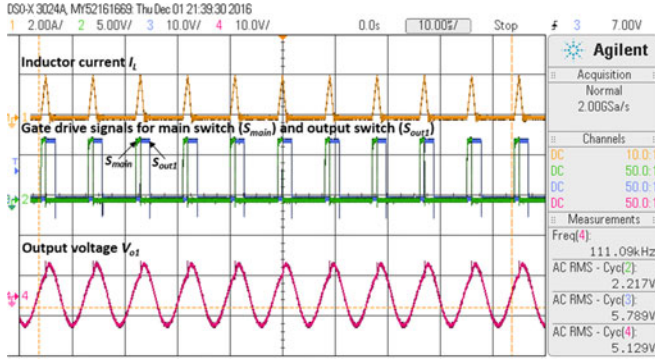 DSO-X 3024A, MY52161669: Thu Dec 01 21:39:30 2016
1 2.00A/ 2 5.00V/ 3 10.0V/ 4 10.0V/ 0.0s 10.00º/ Stop 3 7.00V
Agilent
Acquisition
Normal
2.00GSa/s
Channels
DC 10.0:1
DC 50.0:1
DC 50.0:1
DC 50.0:1
Measurements
Freq(4):
111.09kHz
AC RMS - Cyc(2):
2.217V
AC RMS - Cyc(3):
5.789V
AC RMS - Cyc(4):
5.129V
Inductor current IL
Gate drive signals for main switch (Smain) and output switch (Sout1)
Smain Sout1
Output voltage Vo1